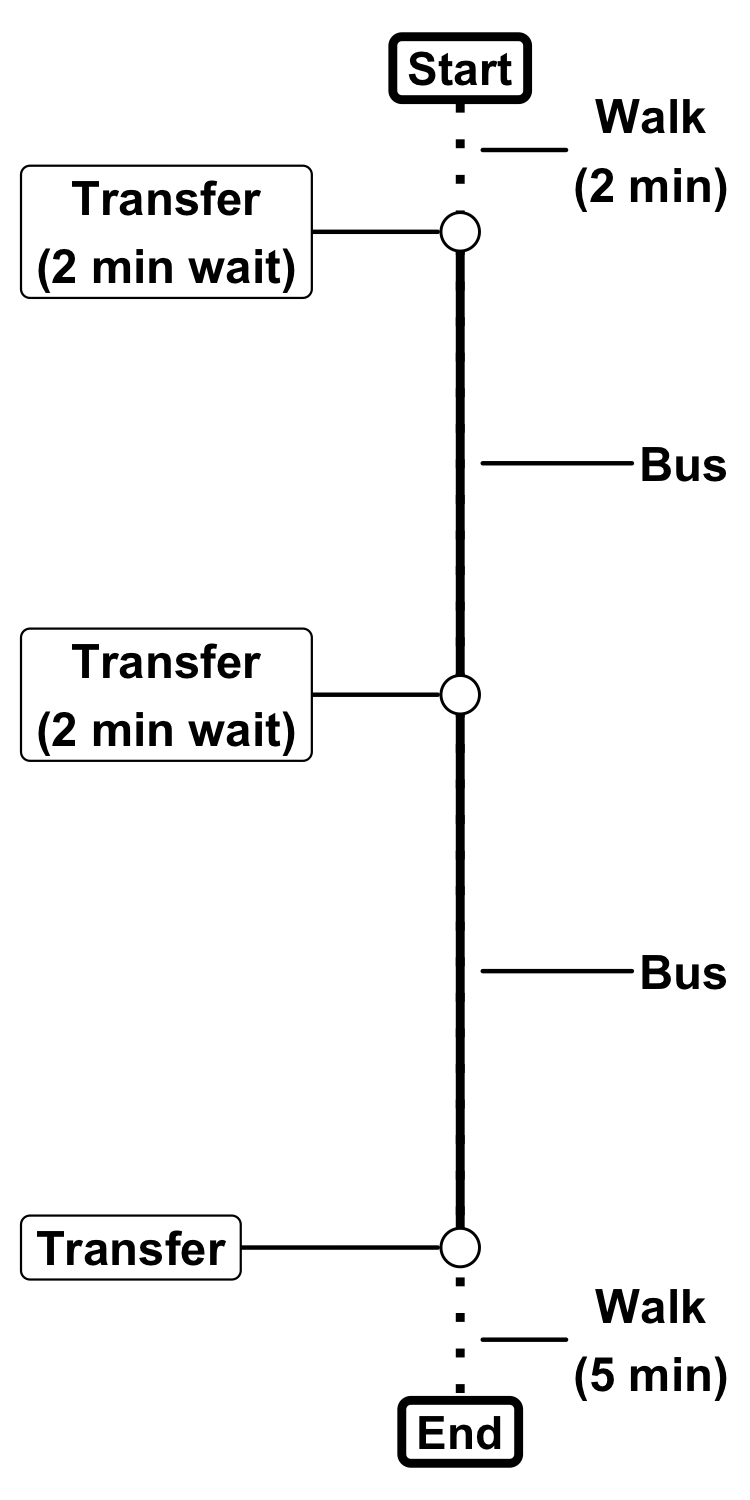 Start
Walk
(2 min)
Transfer
(2 min wait)
Bus
Transfer
(2 min wait)
Bus
Transfer
Walk
(5 min)
End